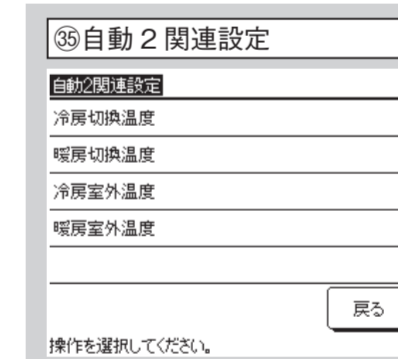 ㉟自動２関連設定
自動2関連設定
冷房切換温度
暖房切換温度
冷房室外温度
暖房室外温度
戻る
操作を選択してください。